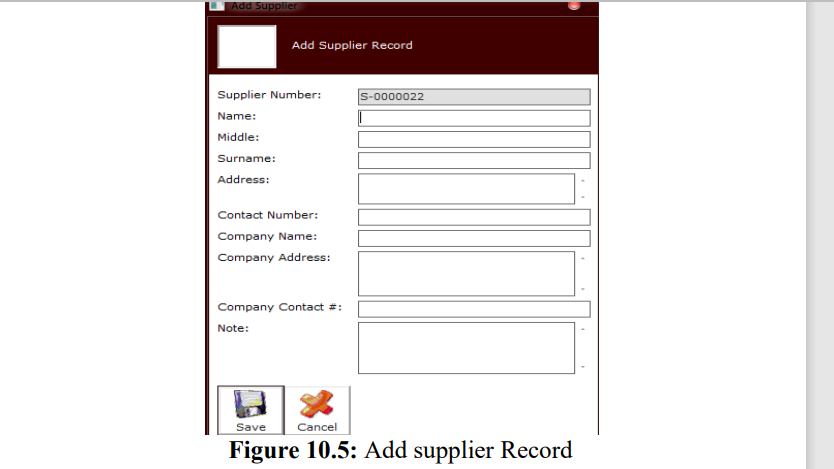 Add Supplier
Add Supplier Record
Supplier Number: S-0000022
Name:
Middle:
Surname:
Address:
Contact Number:
Company Name:
Company Address:
Company Contact #:
Note:
Save Cancel
Figure 10.5: Add supplier Record